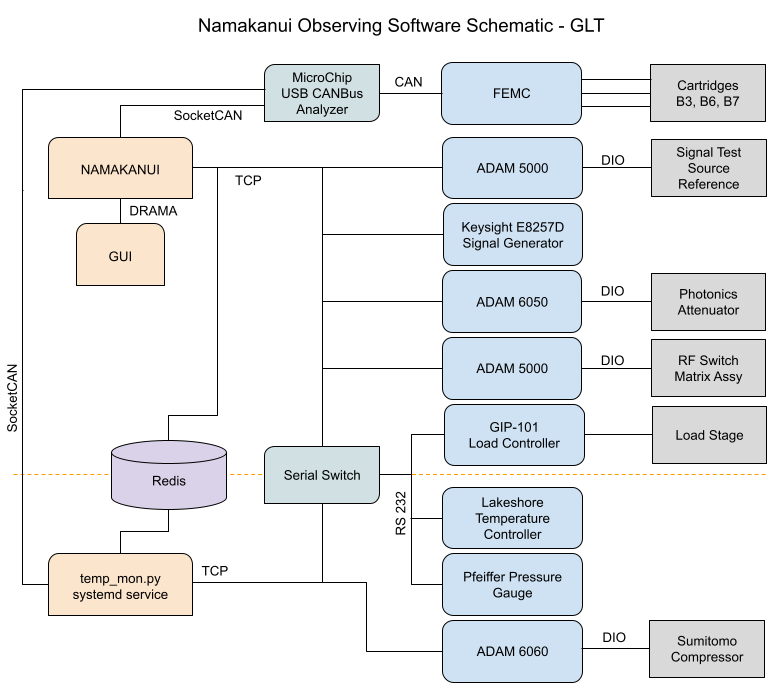 Namakanui Observing Software Schematic - GLT
MicroChip
USB CANBus
Analyzer
CAN
FEMC
Cartridges
B3, B6, B7
SocketCAN
NAMAKANUI
TCP
ADAM 5000
DIO
Signal Test
Source
Reference
DRAMA
GUI
Keysight E8257D
Signal Generator
ADAM 6050
DIO
Photonics
Attenuator
ADAM 5000
DIO
RF Switch
Matrix Assy
SocketCAN
GIP-101
Load Controller
Load Stage
Redis
Serial Switch
RS 232
Lakeshore
Temperature
Controller
temp_mon.py
systemd service
TCP
Pfeiffer Pressure
Gauge
ADAM 6060
DIO
Sumitomo
Compressor